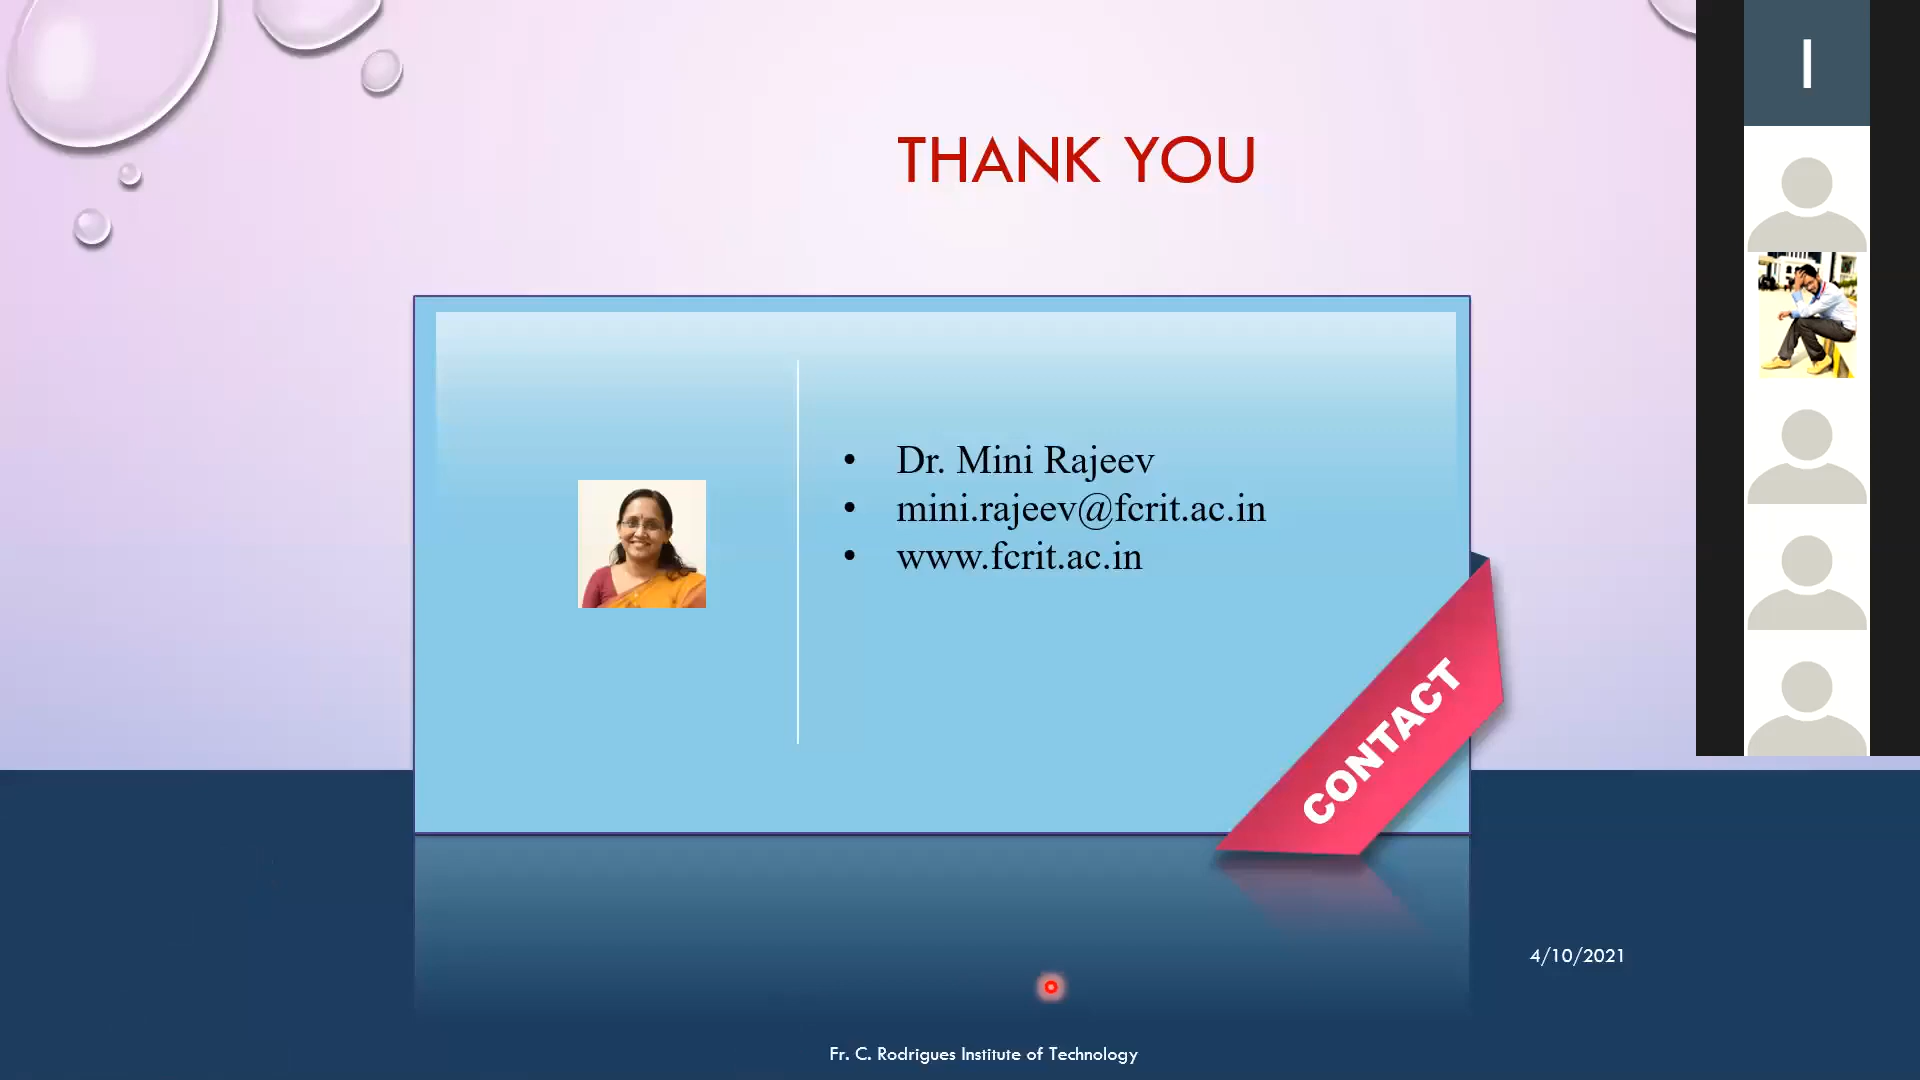 I
THANK YOU
• Dr. Mini Rajeev
• mini.rajeev@fcrit.ac.in
• www.fcrit.ac.in
CONTACT
4/10/2021
Fr. C. Rodrigues Institute of Technology